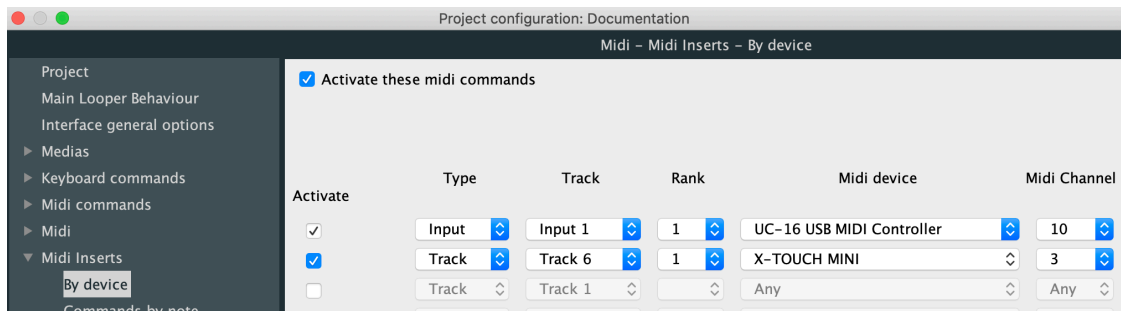 Project configuration: Documentation
Midi – Midi Inserts – By device
Project
Main Looper Behaviour
Interface general options
Medias
Keyboard commands
Midi commands
Midi
Midi Inserts
By device
Commands by note
Activate these midi commands
Activate Type Track Rank Midi device Midi Channel
Input Input 1 1 UC-16 USB MIDI Controller 10
Track Track 6 1 X-TOUCH MINI 3
Track Track 1 Any Any